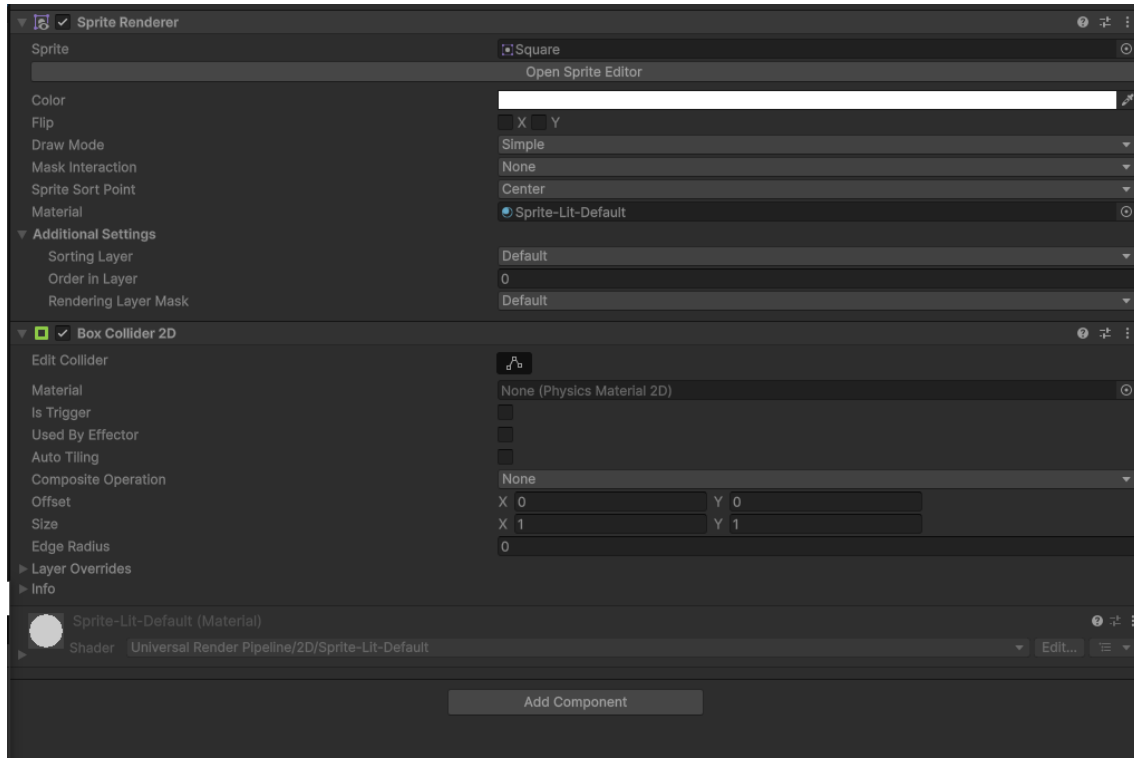 Sprite Renderer
Sprite Square
Open Sprite Editor
Color
Flip X Y
Draw Mode Simple
Mask Interaction None
Sprite Sort Point Center
Material Sprite-Lit-Default
Additional Settings
Sorting Layer Default
Order in Layer 0
Rendering Layer Mask Default
Box Collider 2D
Edit Collider
Material None (Physics Material 2D)
Is Trigger
Used By Effector
Auto Tiling
Composite Operation None
Offset X 0 Y 0
Size X 1 Y 1
Edge Radius 0
Layer Overrides
Info
Sprite-Lit-Default (Material)
Shader Universal Render Pipeline/2D/Sprite-Lit-Default Edit...
Add Component